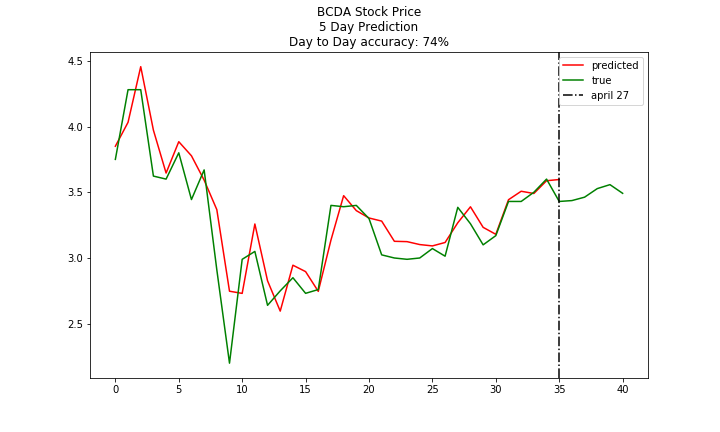 BCDA Stock Price
5 Day Prediction
Day to Day accuracy: 74%
predicted
true
april 27
4.5
4.0
3.5
3.0
2.5
0 5 10 15 20 25 30 35 40